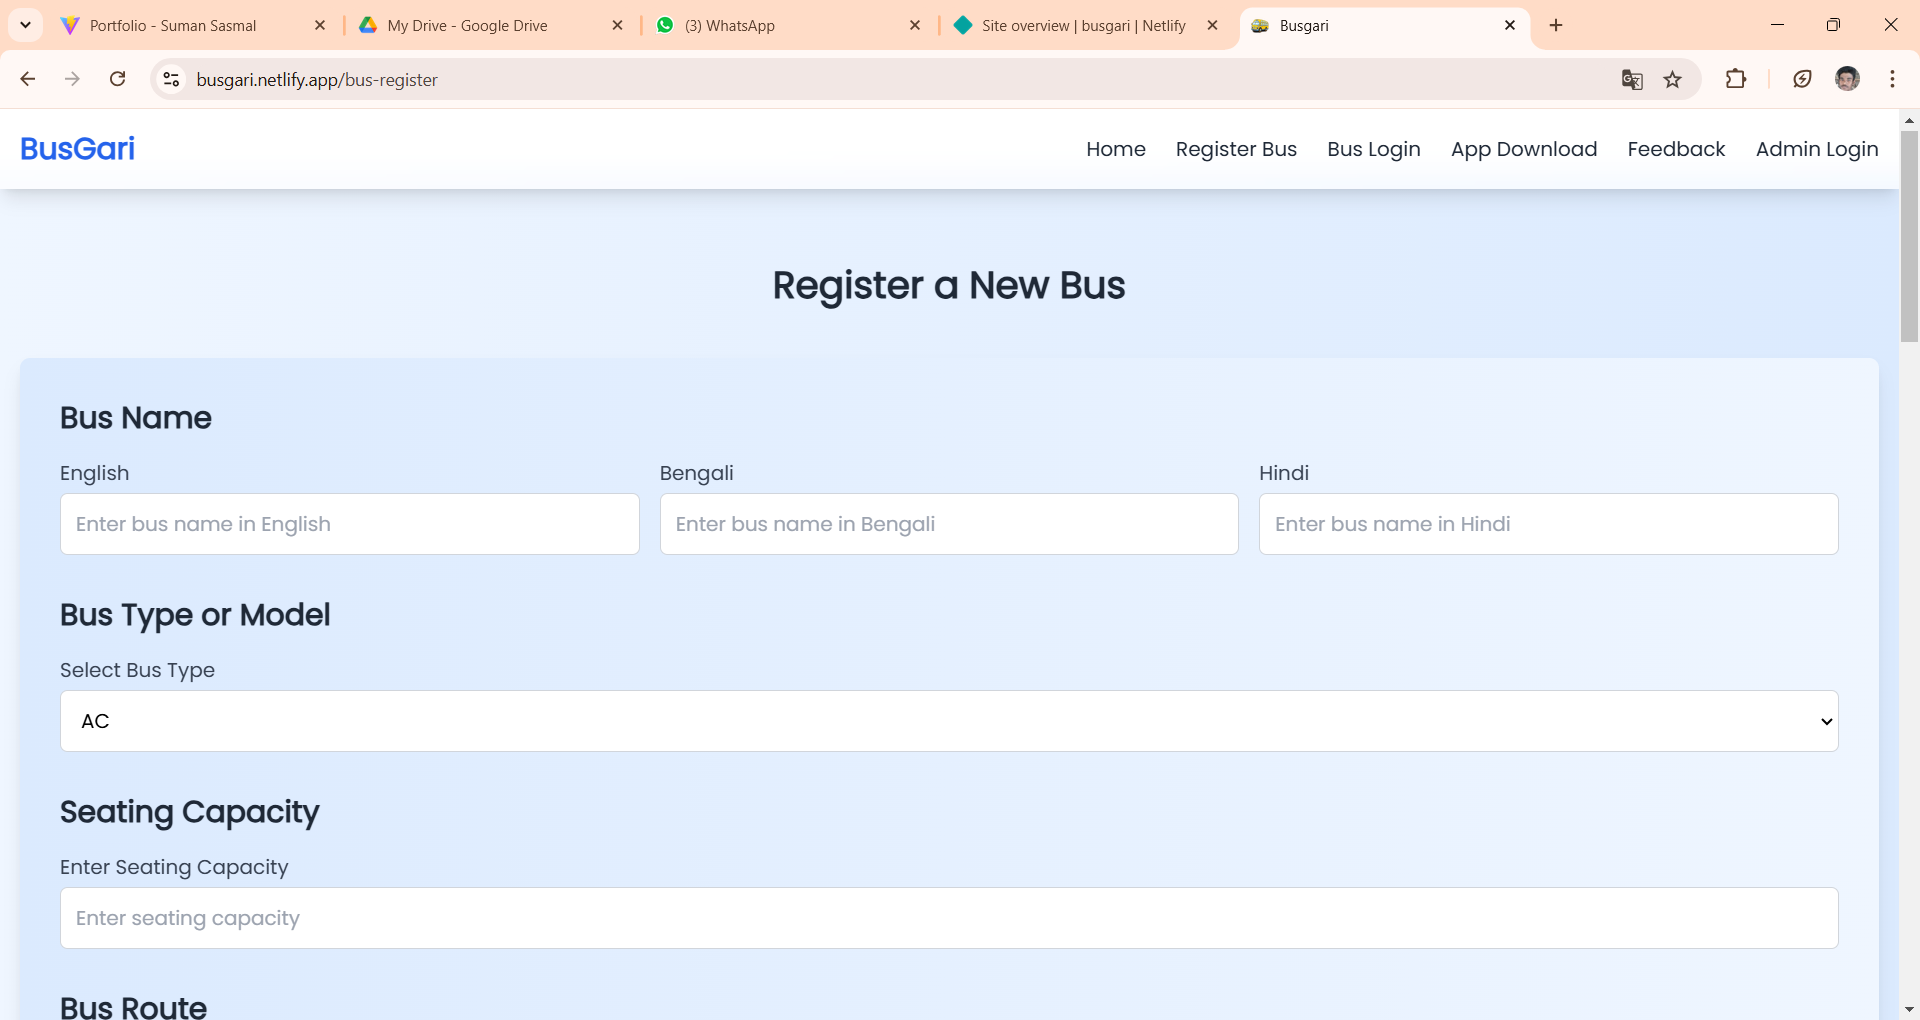 Portfolio - Suman Sasmal
My Drive - Google Drive
(3) WhatsApp
Site overview | busgari | Netlify
Busgari
busgari.netlify.app/bus-register
BusGari
Home
Register Bus
Bus Login
App Download
Feedback
Admin Login
Register a New Bus
Bus Name
English
Bengali
Hindi
Enter bus name in English
Enter bus name in Bengali
Enter bus name in Hindi
Bus Type or Model
Select Bus Type
AC
Seating Capacity
Enter Seating Capacity
Enter seating capacity
Bus Route